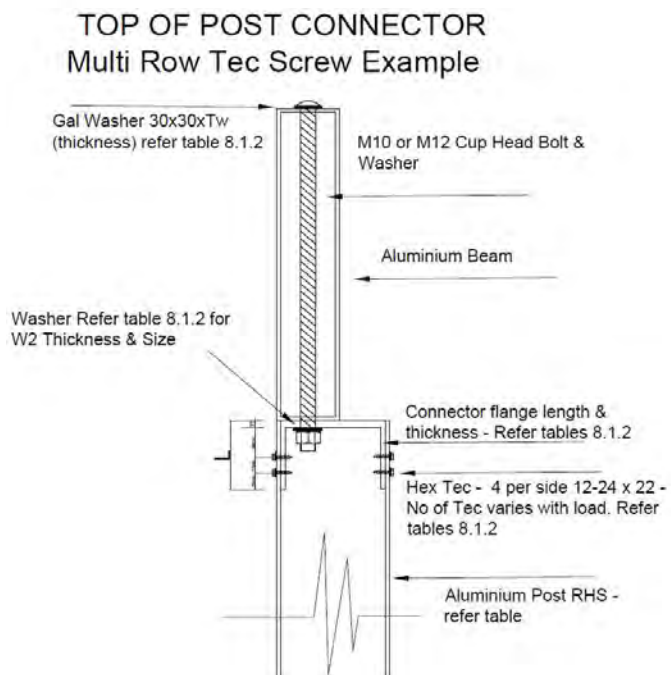 TOP OF POST CONNECTOR
Multi Row Tec Screw Example
Gal Washer 30x30xTw
(thickness) refer table 8.1.2
M10 or M12 Cup Head Bolt &
Washer
Aluminium Beam
Washer Refer table 8.1.2 for
W2 Thickness & Size
Connector flange length &
thickness - Refer tables 8.1.2
L
Hex Tec - 4 per side 12-24 x 22 -
No of Tec varies with load. Refer
tables 8.1.2
Aluminium Post RHS -
refer table